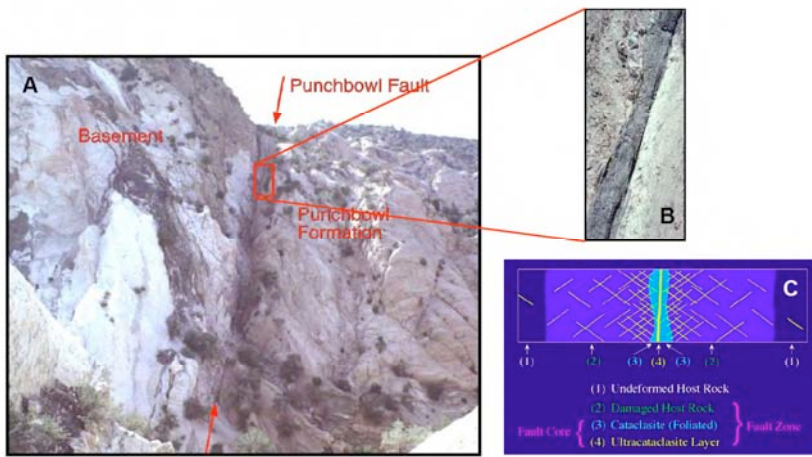 A
Punchbowl Fault
Basement
Punchbowl
Formation
B
C
(1) (2) (3) (4) (3) (2) (1)
(1) Undeformed Host Rock
(2) Damaged Host Rock
(3) Cataclasite (Foliated)
(4) Ultracataclasite Layer
Fault Core
Fault Zone